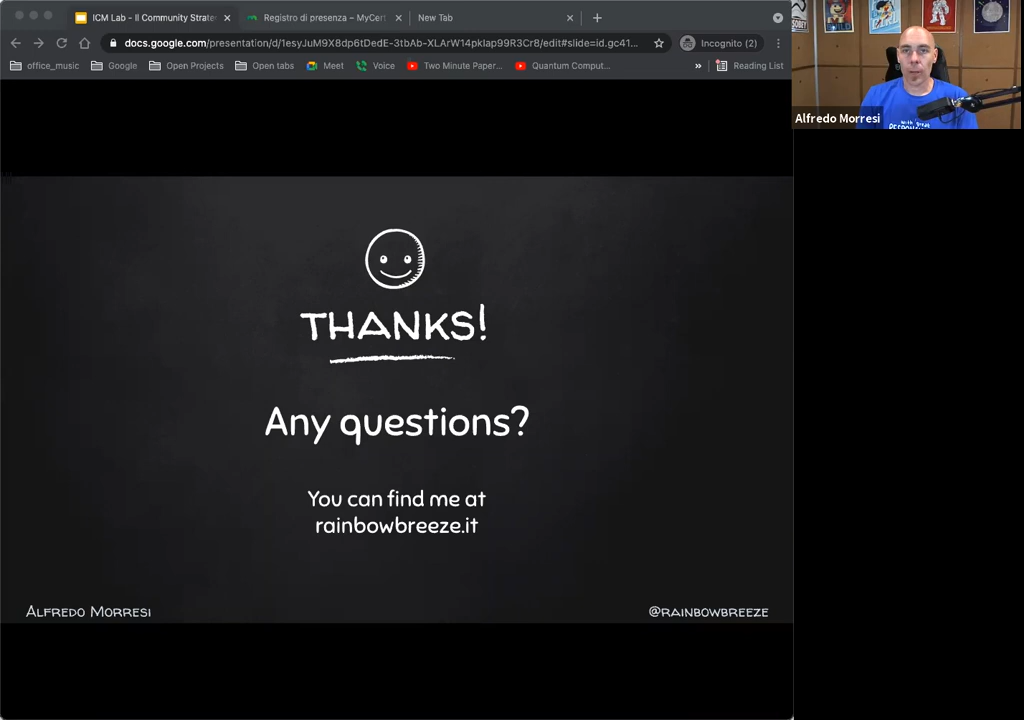 ICM Lab - Il Community Strate
Registro di presenza - MyCert
New Tab
docs.google.com/presentation/d/1esyJuM9X8dp6tDedE-3tbAb-XLArW14pklap99R3Cr8/edit#slide=id.gc41...
Incognito (2)
office_music
Google
Open Projects
Open tabs
Meet
Voice
Two Minute Paper...
Quantum Comput...
»
Reading List
Alfredo Morresi
THANKS!
Any questions?
You can find me at
rainbowbreeze.it
Alfredo Morresi
@rainbowbreeze